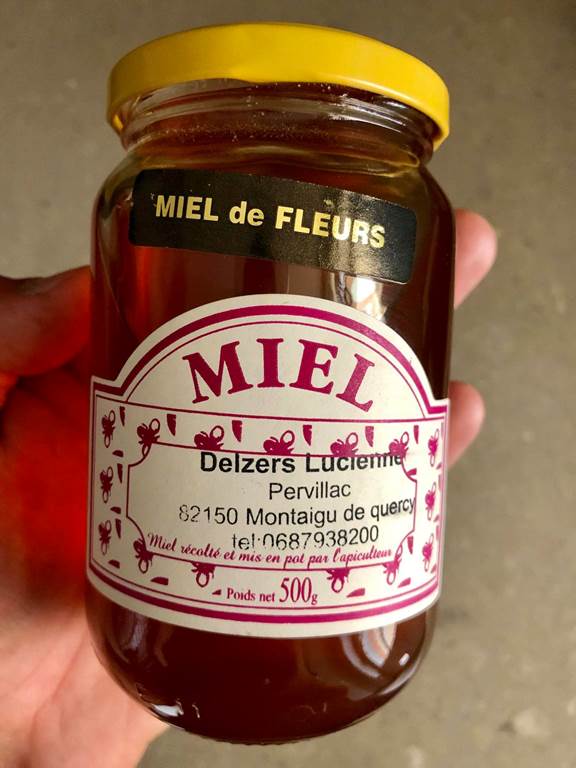 MIEL de FLEURS
MIEL
Delzers Lucienne
Pervillac
82150 Montaigu de quercy
tel:0687938200
Miel récolté et mis en pot par l'apiculteur
Poids net 500g